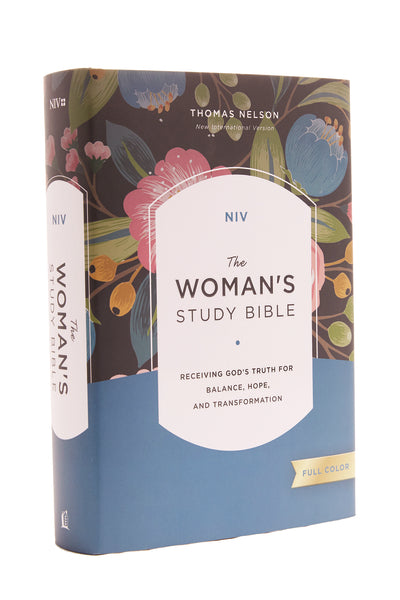 NIV
NIV
The
WOMAN'S
STUDY BIBLE
THOMAS NELSON
New International Version
NIV
The
WOMAN'S
STUDY BIBLE
RECEIVING GOD'S TRUTH FOR
BALANCE, HOPE,
AND TRANSFORMATION
FULL COLOR